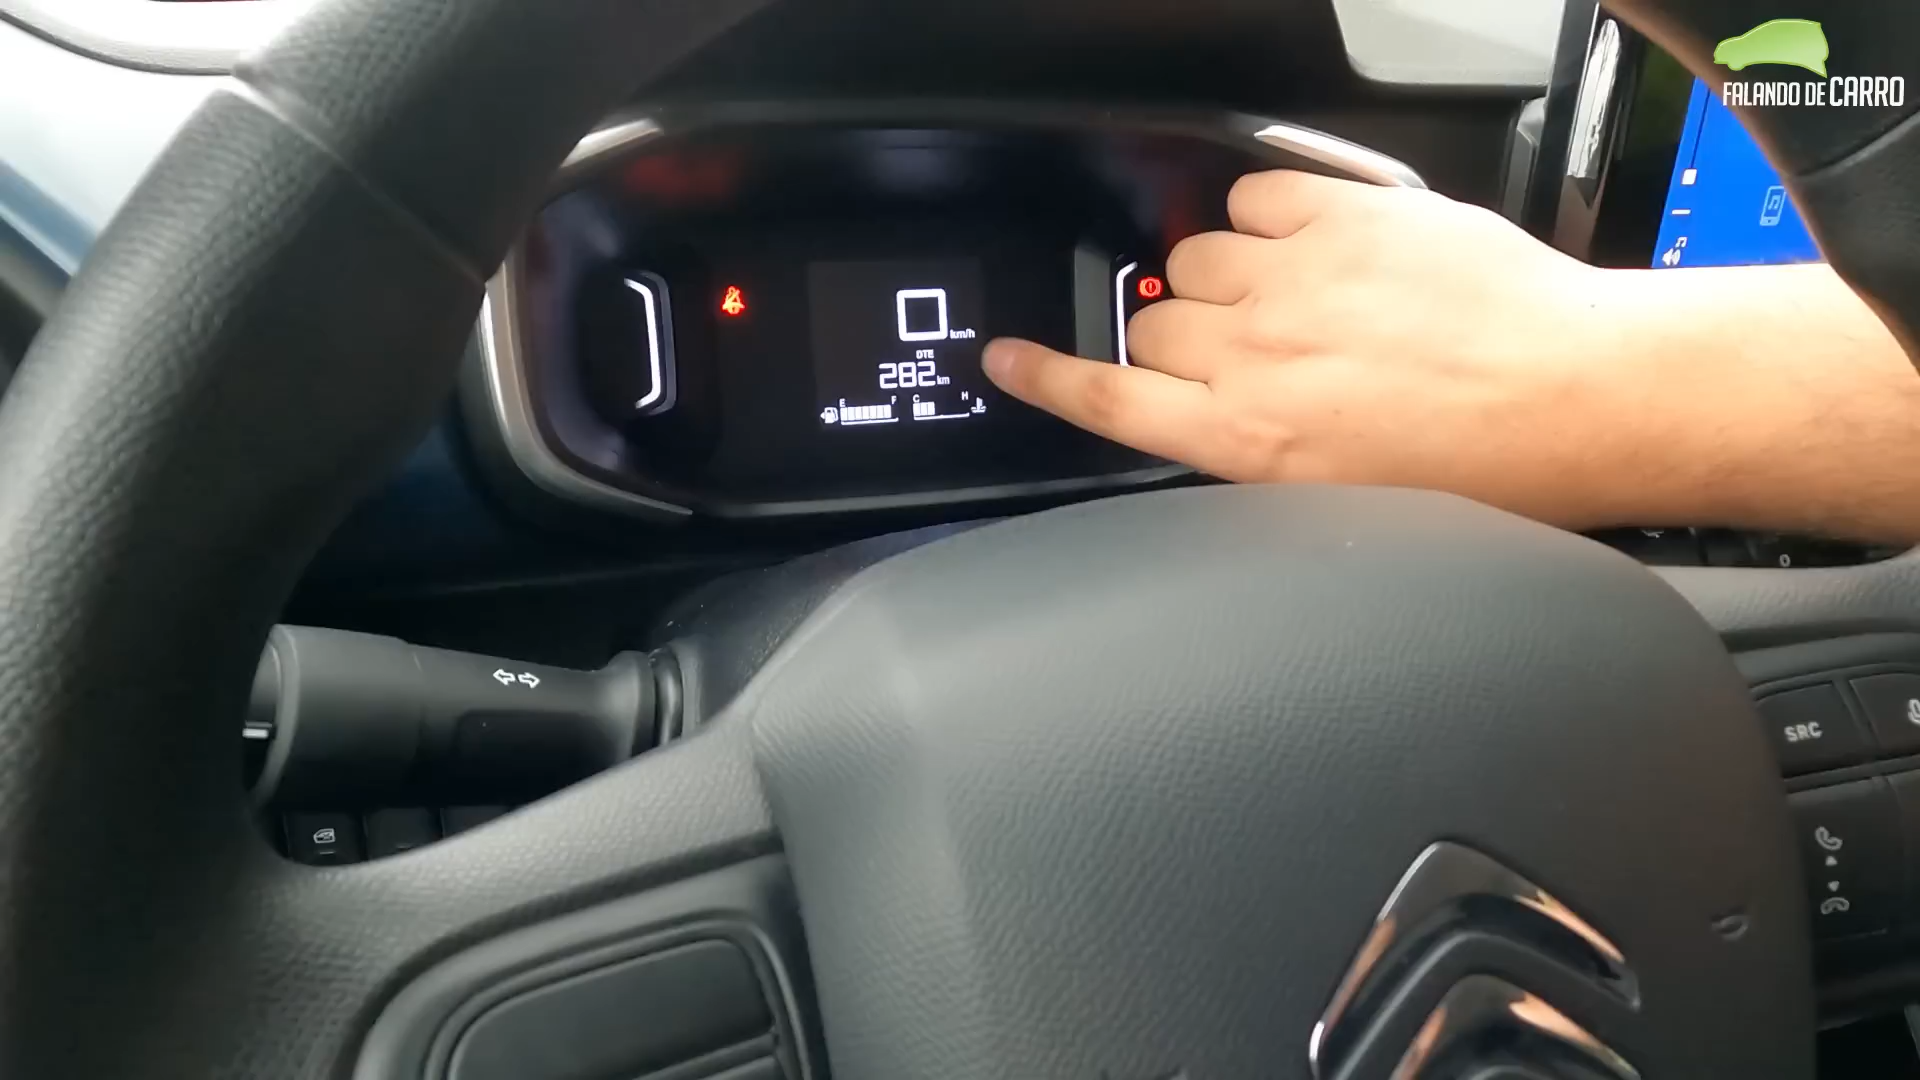 FALANDO DE CARRO
0 km/h
DTE
282 km
E F C H
SRC